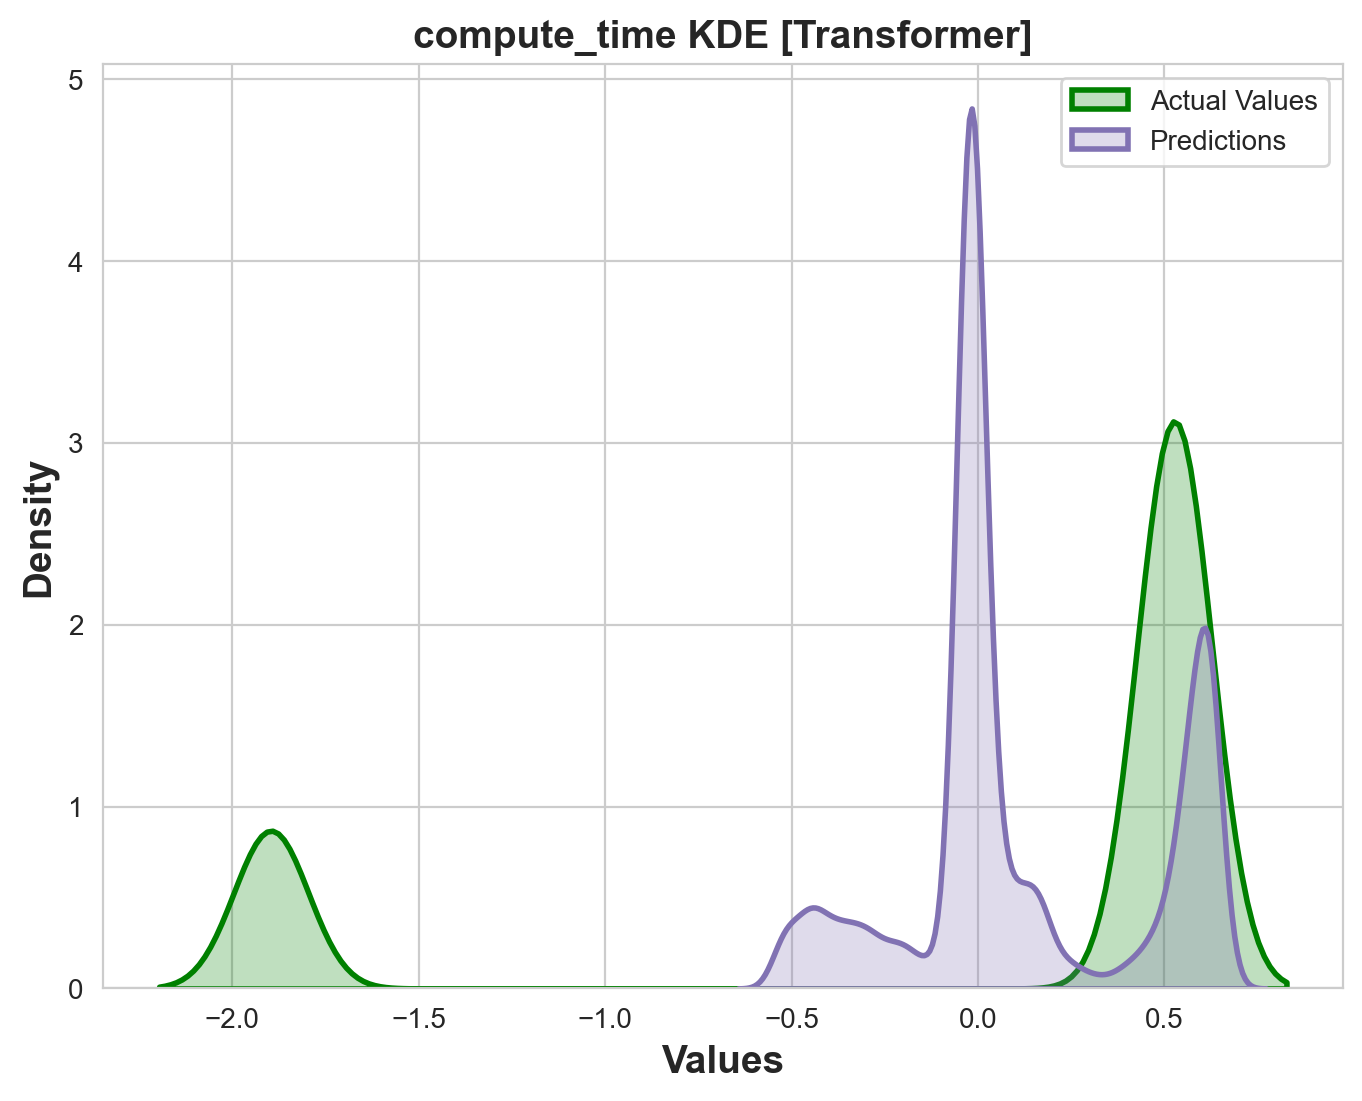 compute_time KDE [Transformer]
Actual Values
Predictions
5
4
3
2
1
0
Density
−2.0 −1.5 −1.0 −0.5 0.0 0.5
Values